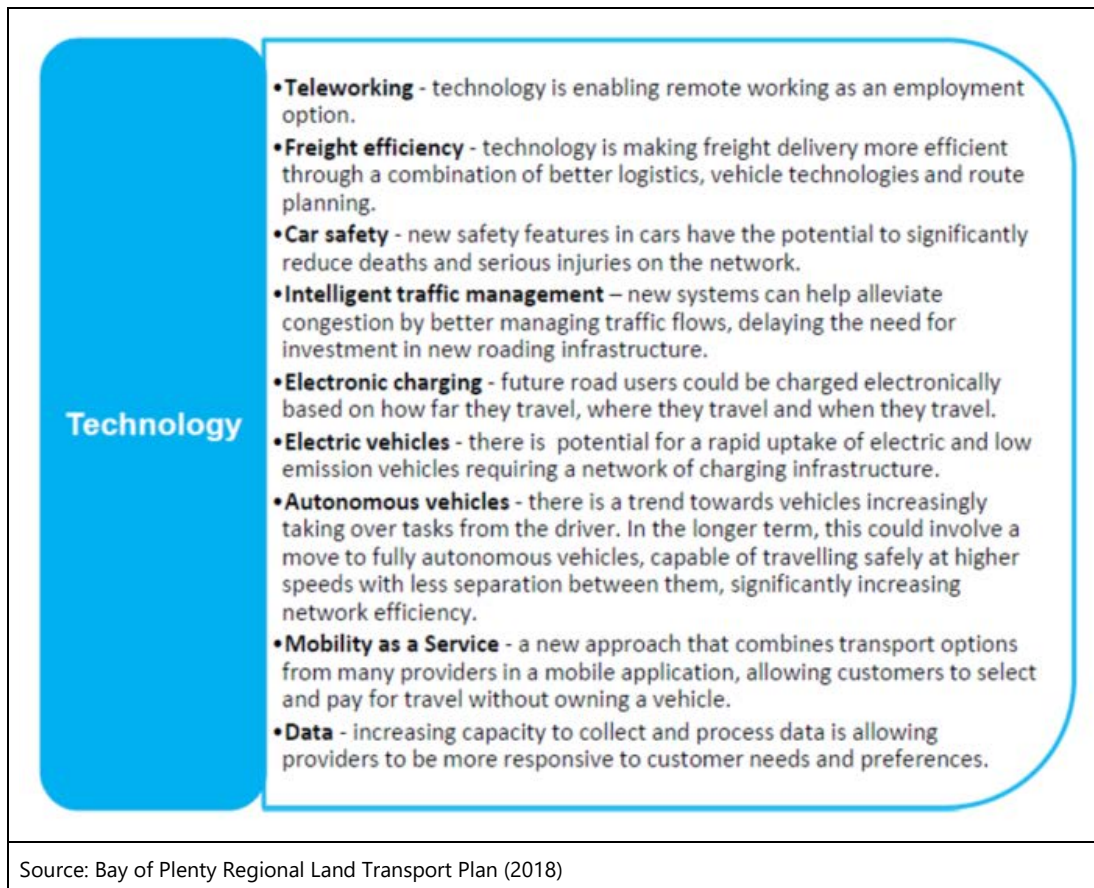 Technology
•Teleworking - technology is enabling remote working as an employment
option.
•Freight efficiency - technology is making freight delivery more efficient
through a combination of better logistics, vehicle technologies and route
planning.
•Car safety - new safety features in cars have the potential to significantly
reduce deaths and serious injuries on the network.
•Intelligent traffic management – new systems can help alleviate
congestion by better managing traffic flows, delaying the need for
investment in new roading infrastructure.
•Electronic charging - future road users could be charged electronically
based on how far they travel, where they travel and when they travel.
•Electric vehicles - there is  potential for a rapid uptake of electric and low
emission vehicles requiring a network of charging infrastructure.
•Autonomous vehicles - there is a trend towards vehicles increasingly
taking over tasks from the driver. In the longer term, this could involve a
move to fully autonomous vehicles, capable of travelling safely at higher
speeds with less separation between them, significantly increasing
network efficiency.
•Mobility as a Service - a new approach that combines transport options
from many providers in a mobile application, allowing customers to select
and pay for travel without owning a vehicle.
•Data - increasing capacity to collect and process data is allowing
providers to be more responsive to customer needs and preferences.
Source: Bay of Plenty Regional Land Transport Plan (2018)